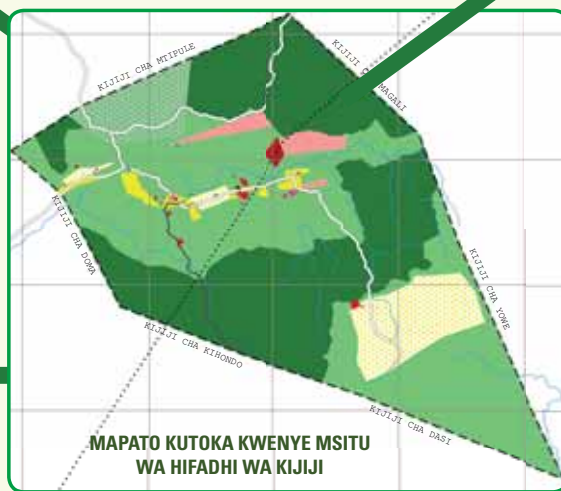 KIJIJI CHA MTIPULE
KIJIJI CHA MAGALI
KIJIJI CHA DOMA
KIJIJI CHA YOWE
KIJIJI CHA KIHONDO
KIJIJI CHA DASI
MAPATO KUTOKA KWENYE MSITU
WA HIFADHI WA KIJIJI